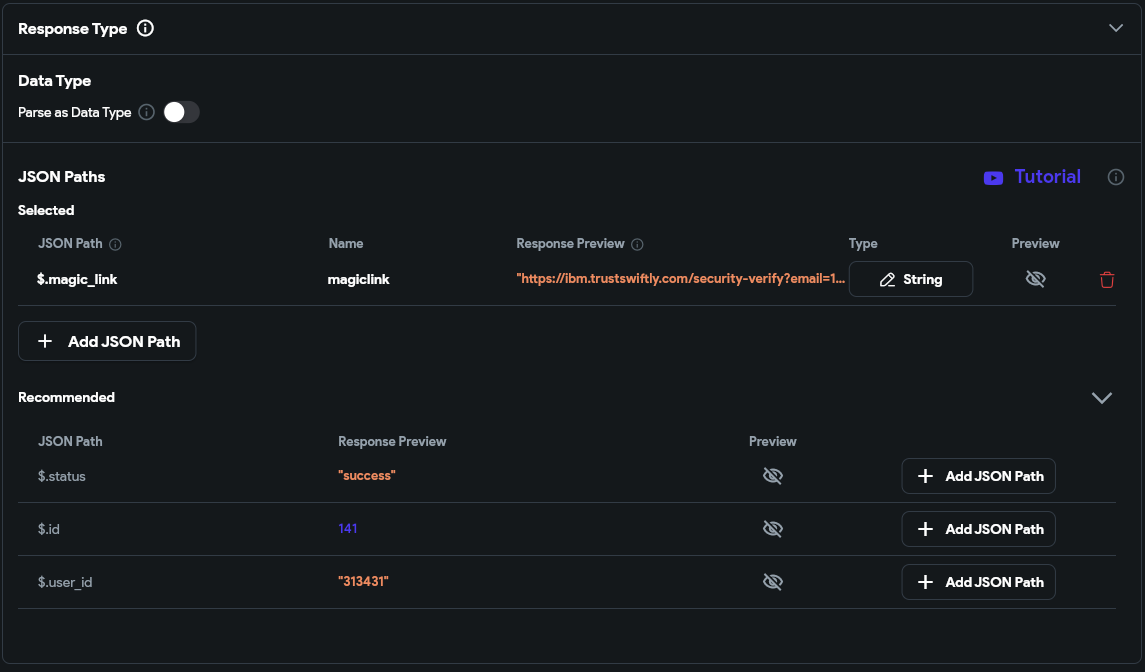 Response Type
Data Type
Parse as Data Type
JSON Paths
Tutorial
Selected
JSON Path Name Response Preview Type Preview
$.magic_link magiclink "https://ibm.trustswiftly.com/security-verify?email=1... String
Add JSON Path
Recommended
JSON Path Response Preview Preview
$.status "success" Add JSON Path
$.id 141 Add JSON Path
$.user_id "313431" Add JSON Path